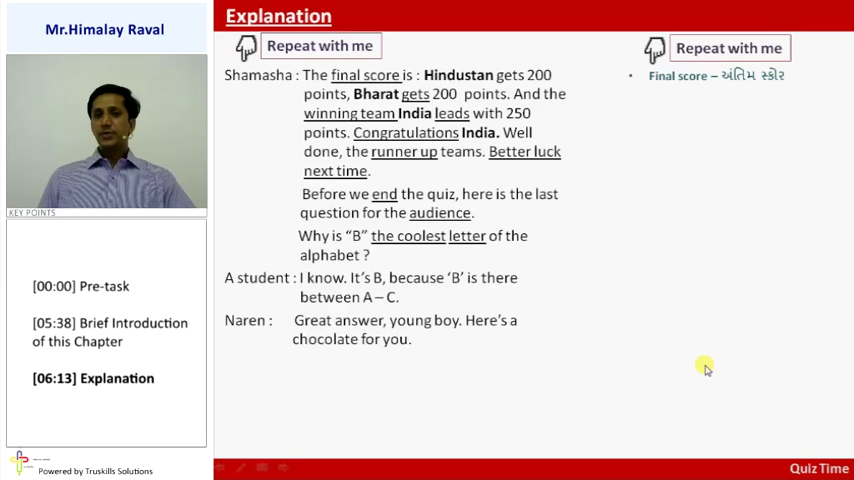 Explanation
Mr.Himalay Raval
Repeat with me
Repeat with me
Shamasha : The final score is : Hindustan gets 200
points, Bharat gets 200 points. And the
winning team India leads with 250
points. Congratulations India. Well
done, the runner up teams. Better luck
next time.
Before we end the quiz, here is the last
question for the audience.
Why is “B” the coolest letter of the
alphabet ?
A student : I know. It’s B, because ‘B’ is there
between A – C.
Naren : Great answer, young boy. Here’s a
chocolate for you.
• Final score – અંતિમ સ્કોર
KEY POINTS
[00:00] Pre-task
[05:38] Brief Introduction
of this Chapter
[06:13] Explanation
Powered by Truskills Solutions
Quiz Time